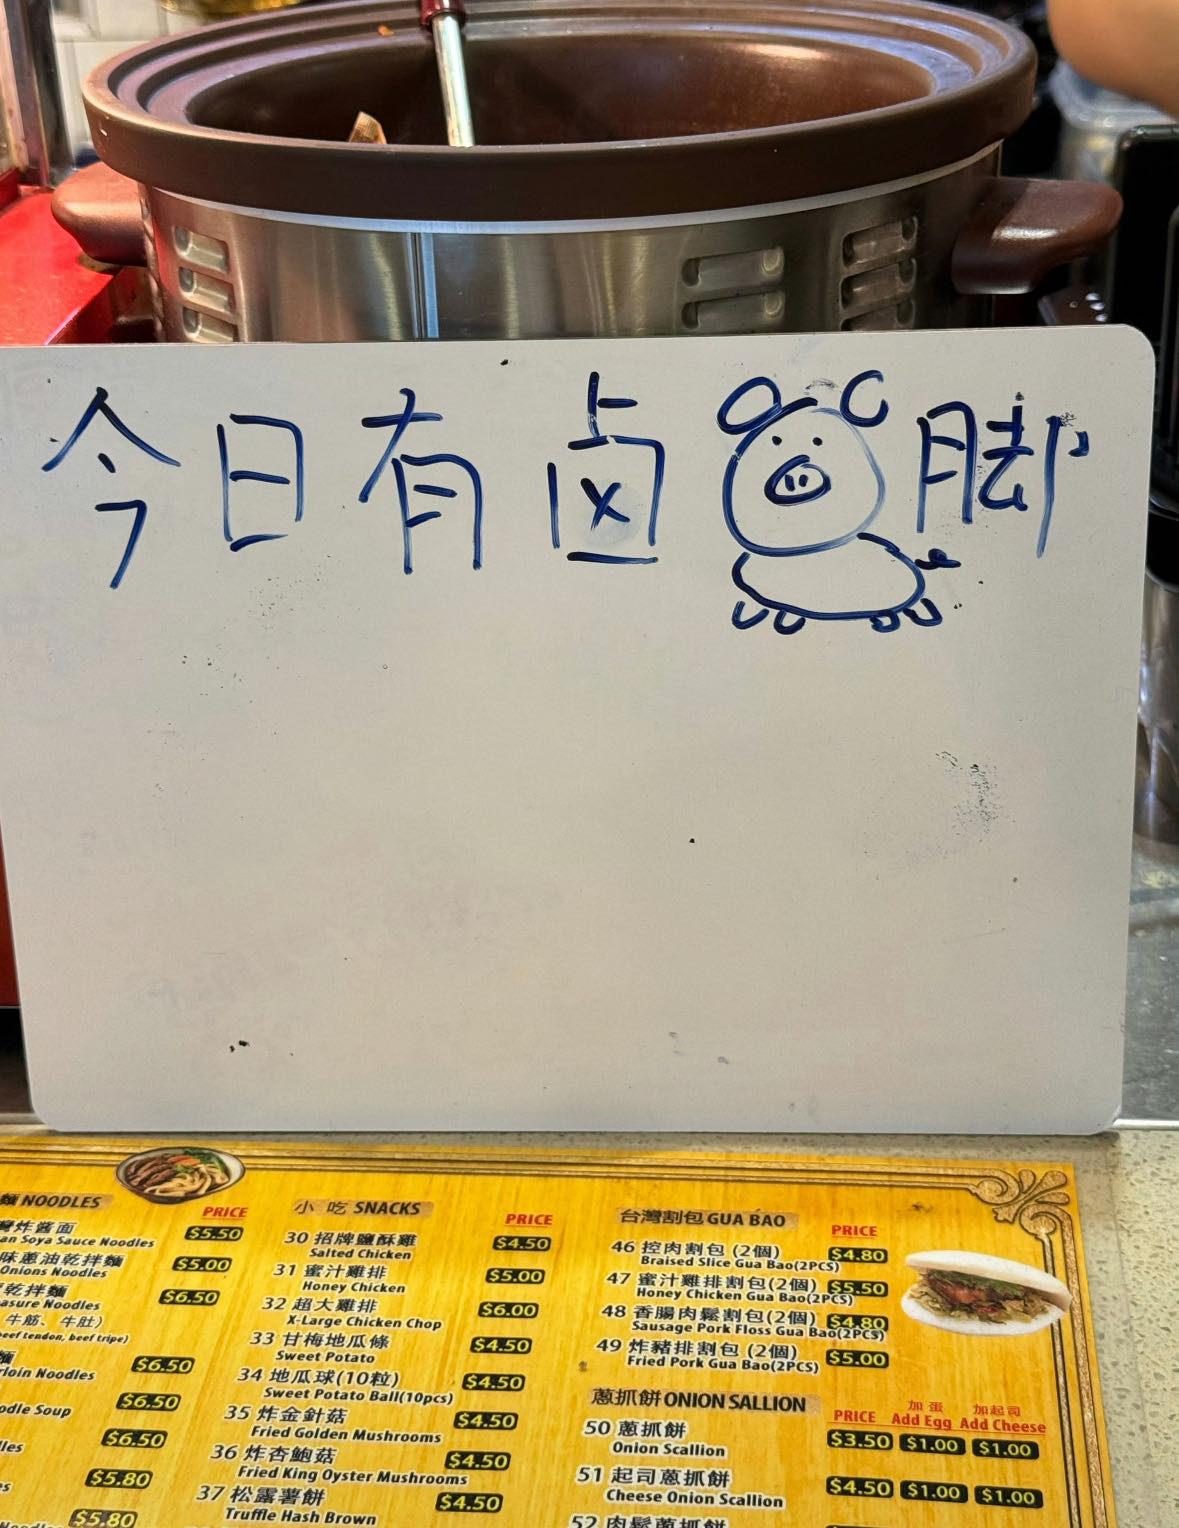 今日有卤脚
麵 NOODLES
PRICE
灣炸醬面 $5.50
an Soya Sauce Noodles
味蔥油乾拌麵 $5.00
Onions Noodles
乾拌麵 $6.50
asure Noodles
牛筋、牛肚)
beef tendon, beef tripe)
麵 $6.50
rloin Noodles
$6.50
odle Soup
$6.50
les
$5.80
es
$5.80
Noodles
小吃 SNACKS
PRICE
30 招牌鹽酥雞 $4.50
Salted Chicken
31 蜜汁雞排 $5.00
Honey Chicken
32 超大雞排 $6.00
X-Large Chicken Chop
33 甘梅地瓜條 $4.50
Sweet Potato
34 地瓜球(10粒) $4.50
Sweet Potato Ball(10pcs)
35 炸金針菇 $4.50
Fried Golden Mushrooms
36 炸杏鮑菇 $4.50
Fried King Oyster Mushrooms
37 松露薯餅 $4.50
Truffle Hash Brown
台灣割包 GUA BAO
PRICE
46 控肉割包 (2個) $4.80
Braised Slice Gua Bao(2PCS)
47 蜜汁雞排割包(2個) $5.50
Honey Chicken Gua Bao(2PCS)
48 香腸肉鬆割包(2個) $4.80
Sausage Pork Floss Gua Bao(2PCS)
49 炸豬排割包 (2個) $5.00
Fried Pork Gua Bao(2PCS)
蔥抓餅 ONION SALLION
加蛋 加起司
PRICE Add Egg Add Cheese
50 蔥抓餅 $3.50 $1.00 $1.00
Onion Scallion
51 起司蔥抓餅 $4.50 $1.00 $1.00
Cheese Onion Scallion
52 肉鬆蔥抓餅